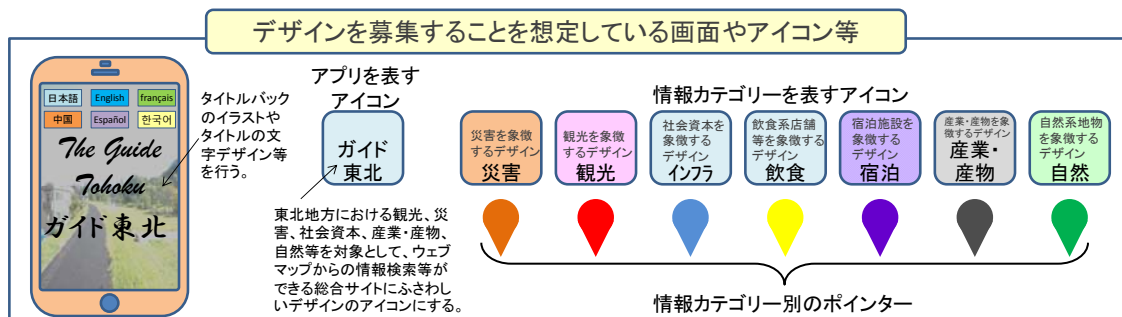 デザインを募集することを想定している画面やアイコン等
日本語 English français
中国 Español 한국어
The Guide
Tohoku
ガイド東北
タイトルバック
のイラストや
タイトルの文
字デザイン等
を行う。
アプリを表す
アイコン
ガイド
東北
東北地方における観光、災
害、社会資本、産業・産物、
自然等を対象として、ウェブ
マップからの情報検索等が
できる総合サイトにふさわし
いデザインのアイコンにする。
情報カテゴリーを表すアイコン
災害を象徴
するデザイン
災害
観光を象徴
するデザイン
観光
社会資本を
象徴する
デザイン
インフラ
飲食系店舗
等を象徴する
デザイン
飲食
宿泊施設を
象徴する
デザイン
宿泊
産業・産物を象
徴するデザイン
産業・
産物
自然系地物
を象徴する
デザイン
自然
情報カテゴリー別のポインター